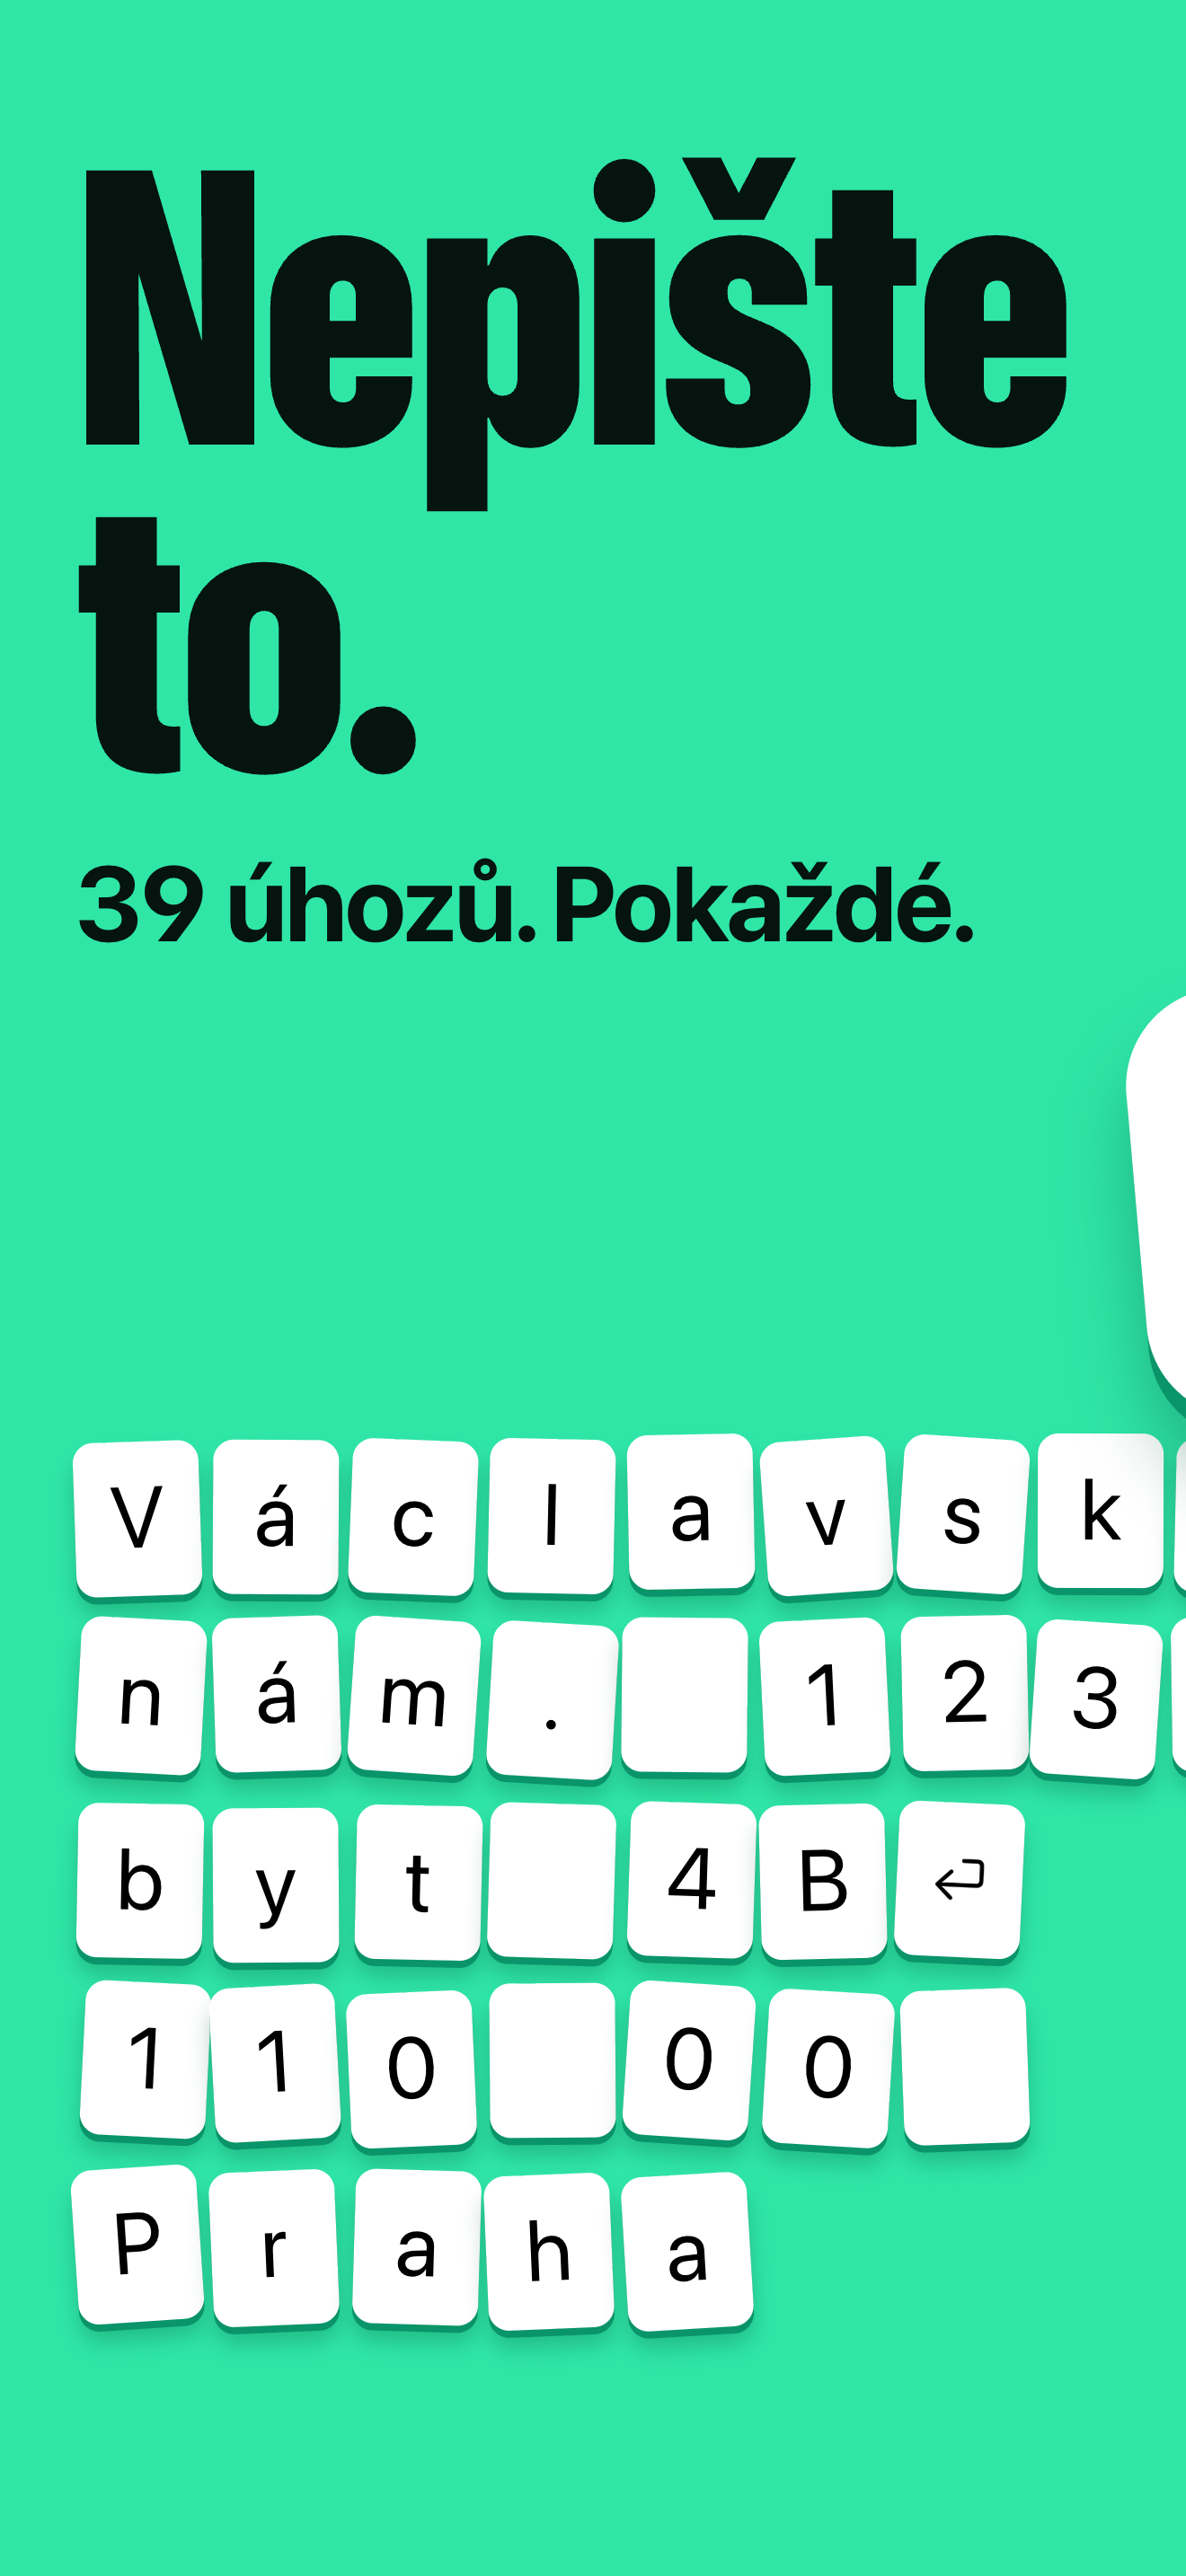 Nepište
to.
39 úhozů. Pokaždé.
Václavsk
nám. 123
byt 4B⏎
110 00
Praha